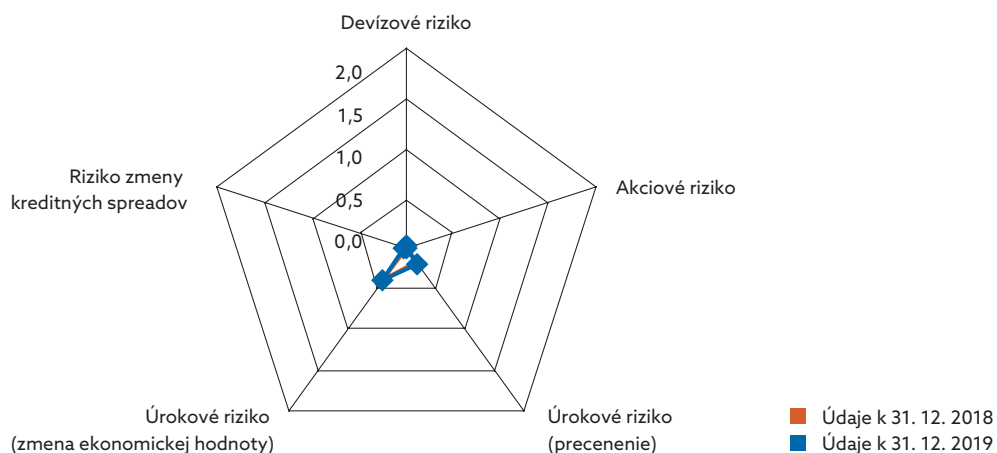 Devízové riziko
2,0
1,5
1,0
0,5
0,0
Riziko zmeny
kreditných spreadov
Akciové riziko
Úrokové riziko
(zmena ekonomickej hodnoty)
Úrokové riziko
(precenenie)
Údaje k 31. 12. 2018
Údaje k 31. 12. 2019